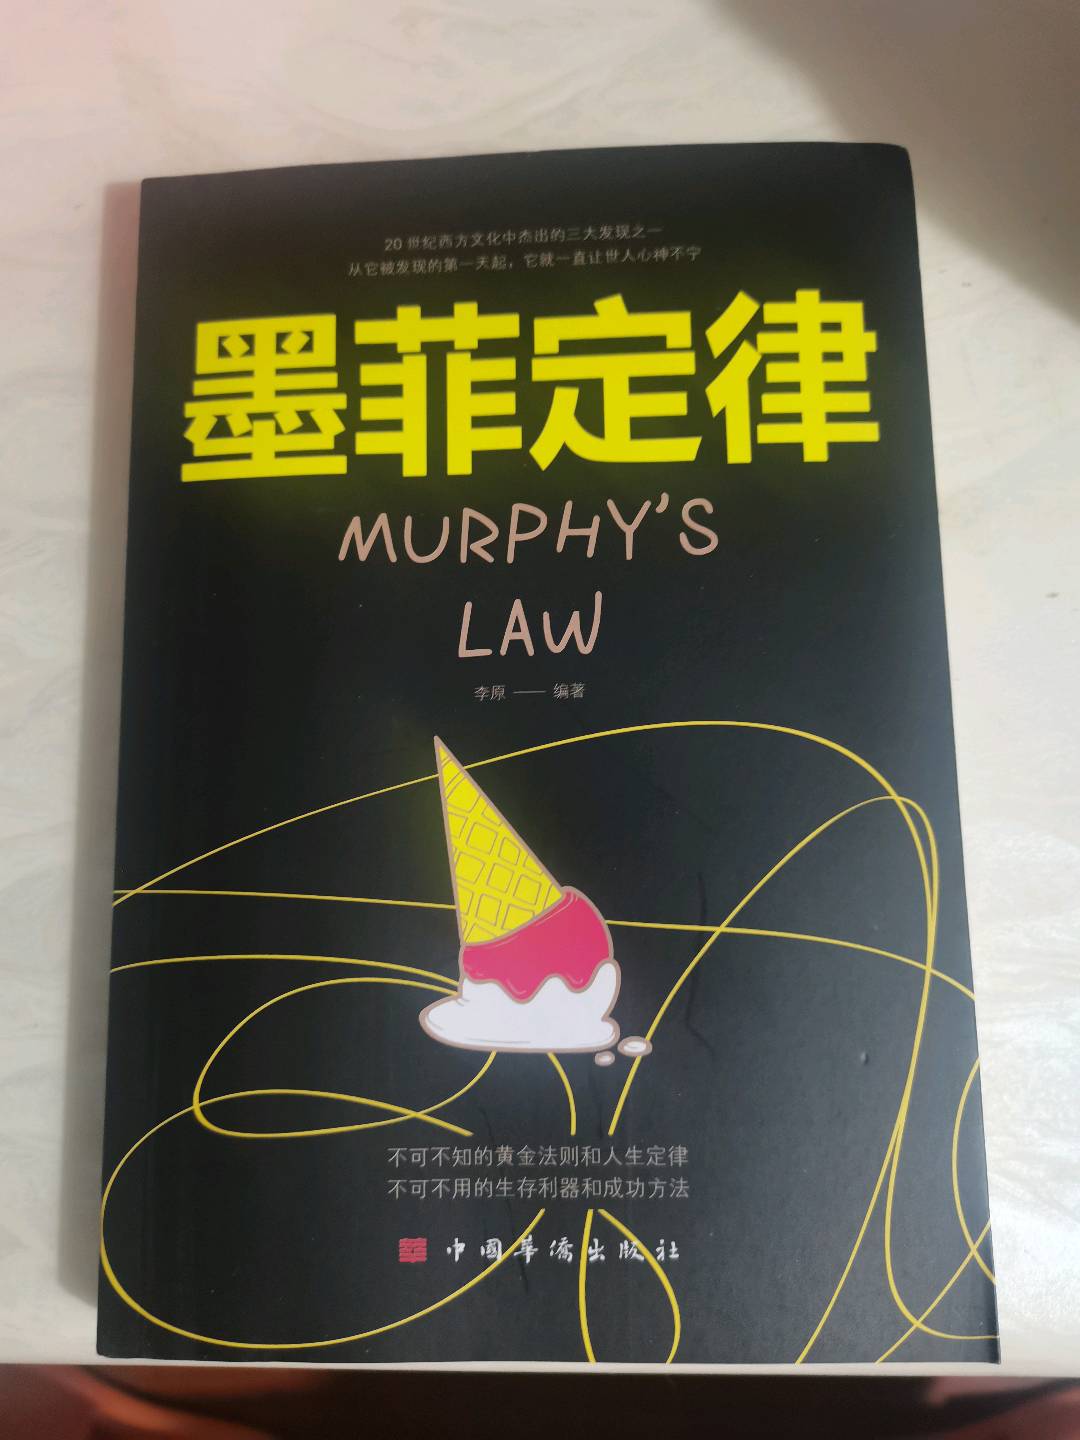 20世纪西方文化中杰出的三大发现之一
从它被发现的第一天起，它就一直让世人心神不宁
墨菲定律
MURPHY'S
LAW
李原 —— 编著
不可不知的黄金法则和人生定律
不可不用的生存利器和成功方法
中国华侨出版社